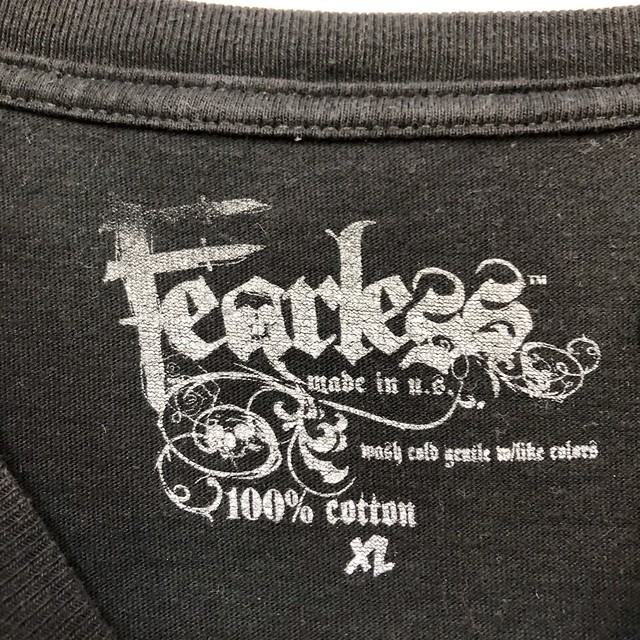 Fearless™
made in u.s.
wash cold gentle w/like colors
100% cotton
XL